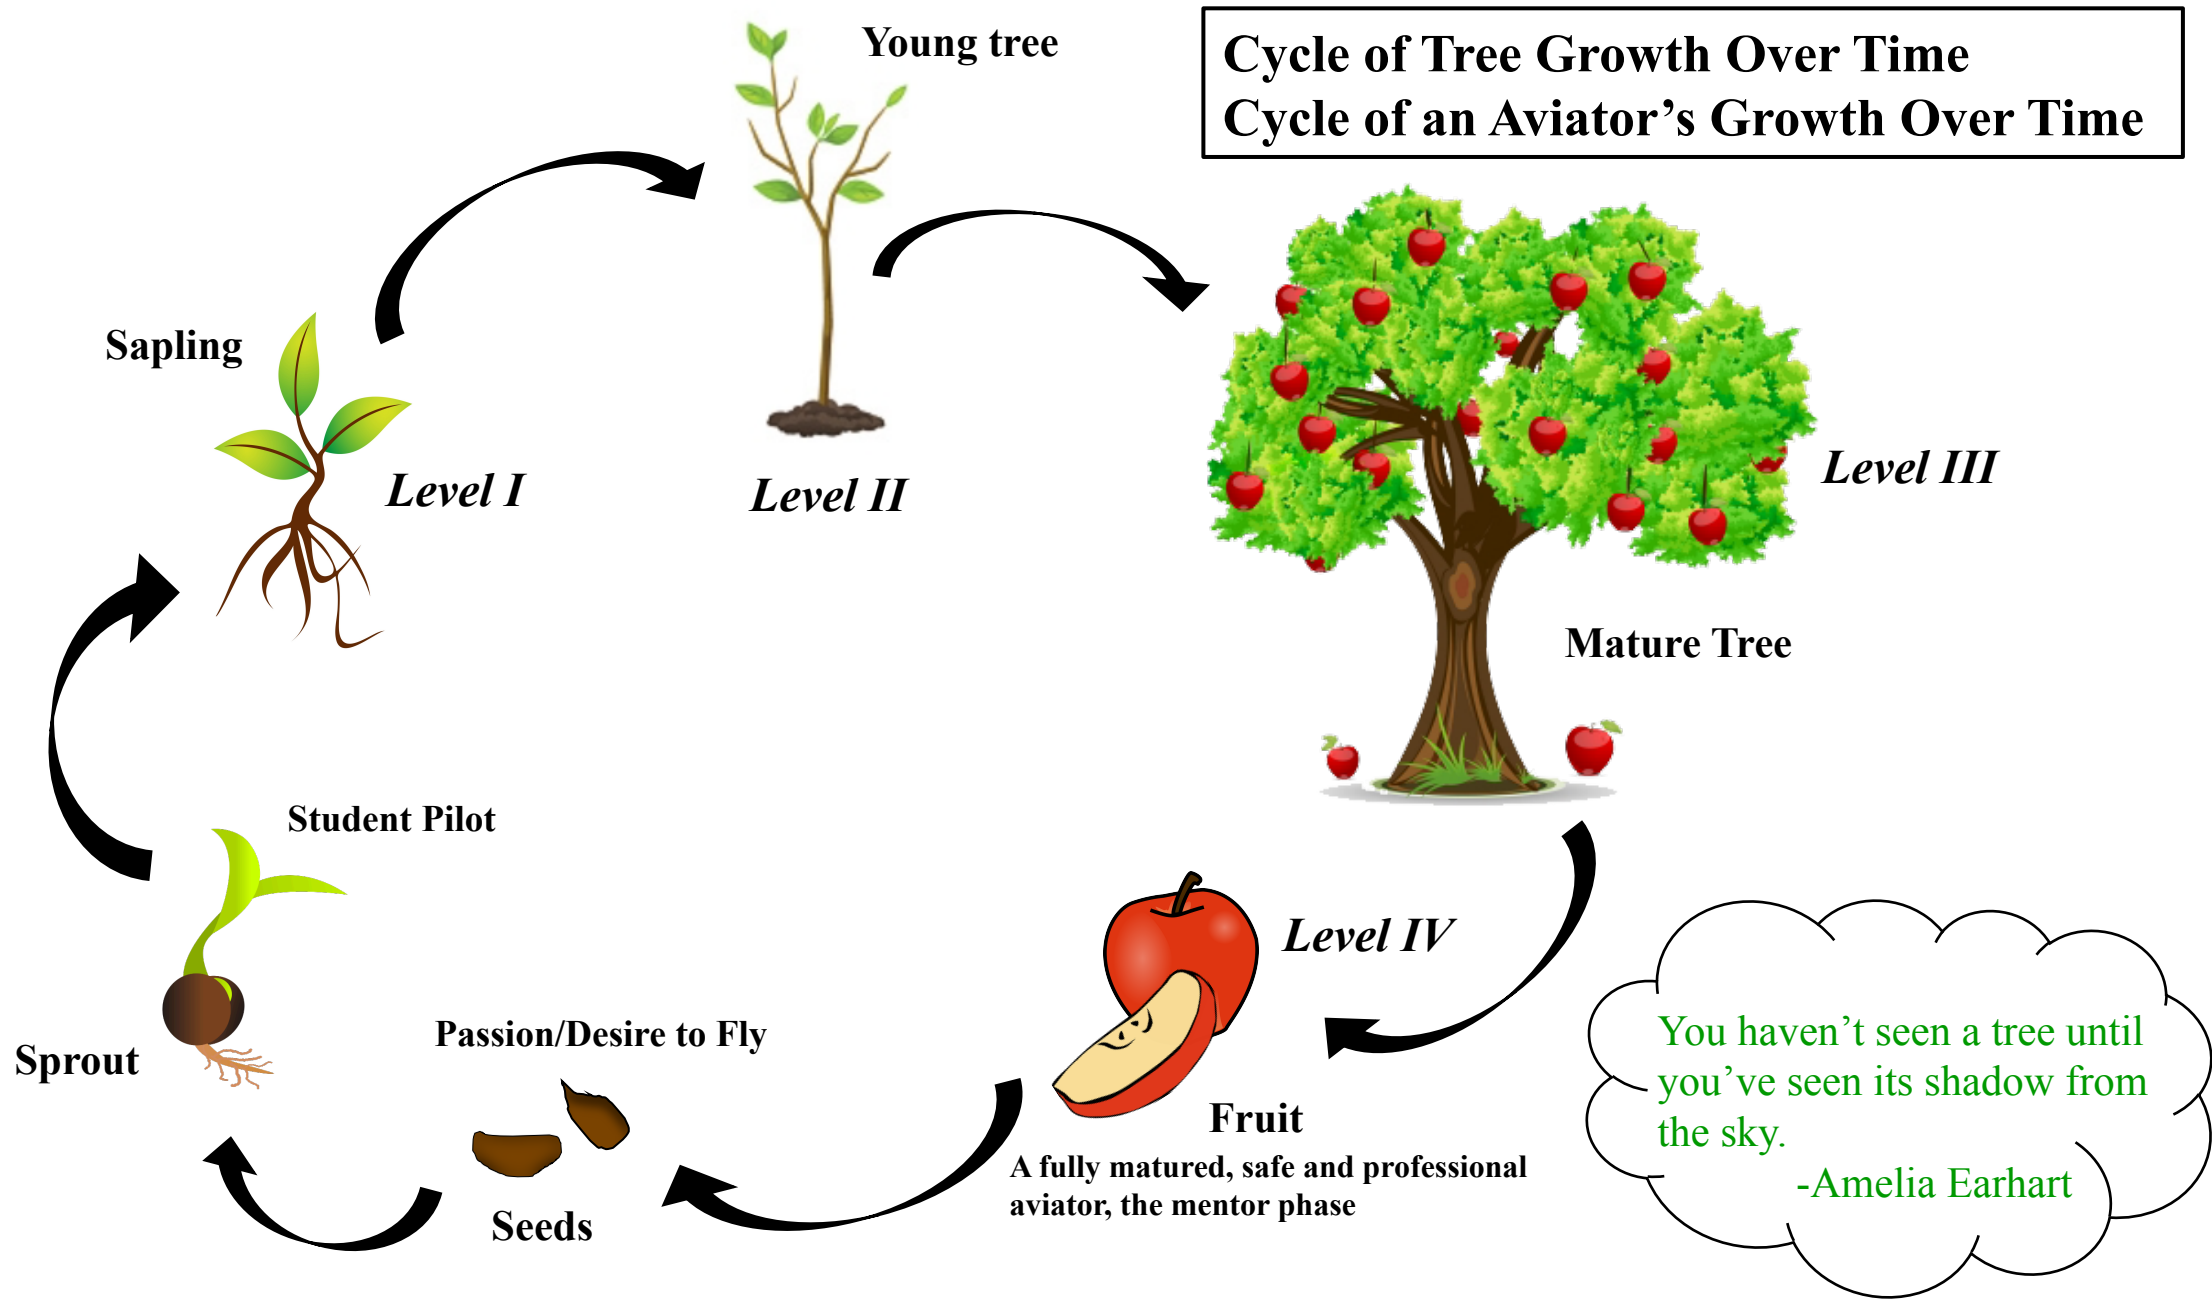 Cycle of Tree Growth Over Time
Cycle of an Aviator’s Growth Over Time
Young tree
Sapling
Level I
Level II
Level III
Mature Tree
Student Pilot
Sprout
Passion/Desire to Fly
Seeds
Level IV
Fruit
A fully matured, safe and professional
aviator, the mentor phase
You haven’t seen a tree until
you’ve seen its shadow from
the sky.
-Amelia Earhart